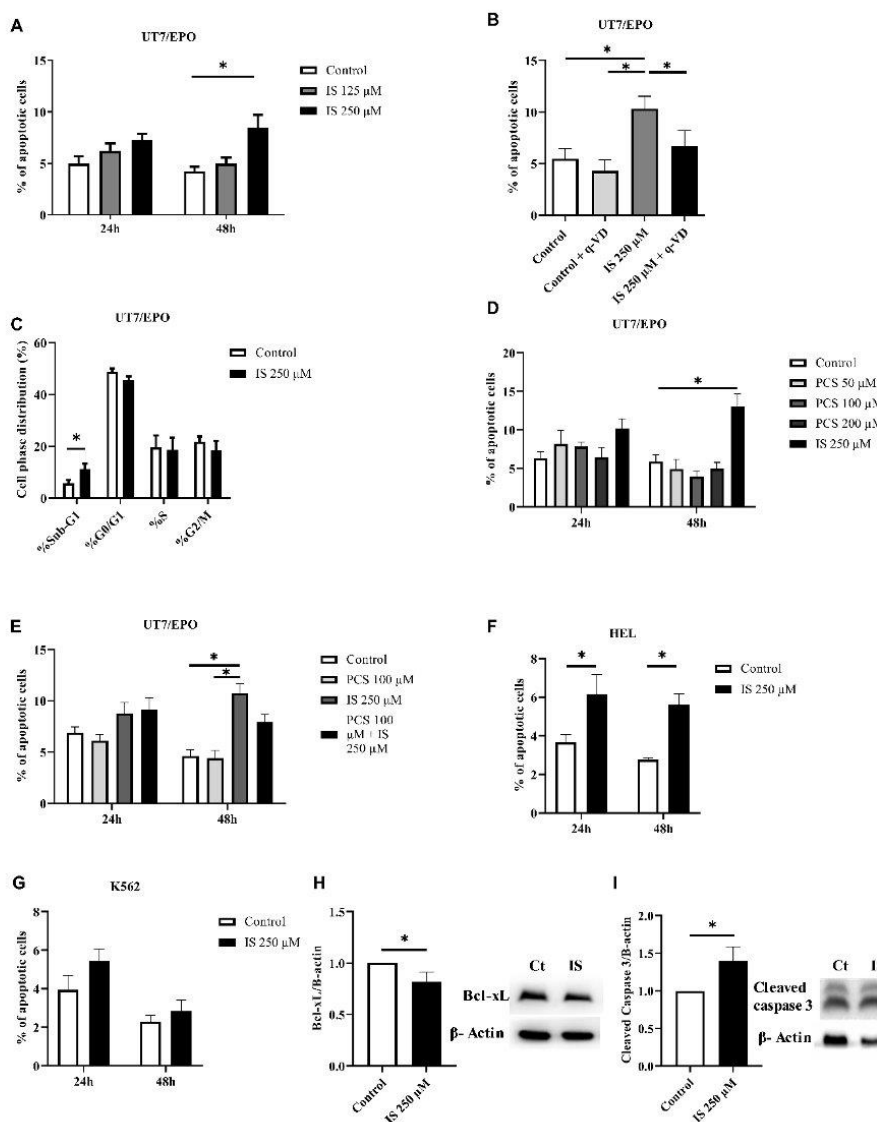 A
UT7/EPO
% of apoptotic cells
15
10
5
0
24h
48h
*
Control
IS 125 µM
IS 250 µM
B
UT7/EPO
% of apoptotic cells
20
15
10
5
0
*
*
*
Control
Control + q-VD
IS 250 µM
IS 250 µM + q-VD
C
UT7/EPO
Cell phase distribution (%)
60
40
20
0
*
%Sub-G1
%G0/G1
%S
%G2/M
Control
IS 250 µM
D
UT7/EPO
% of apoptotic cells
20
15
10
5
0
24h
48h
*
Control
PCS 50 µM
PCS 100 µM
PCS 200 µM
IS 250 µM
E
UT7/EPO
% of apoptotic cells
20
15
10
5
0
24h
48h
*
*
Control
PCS 100 µM
IS 250 µM
PCS 100
µM + IS
250 µM
F
HEL
% of apoptotic cells
8
6
4
2
0
24h
48h
*
*
Control
IS 250 µM
G
K562
% of apoptotic cells
8
6
4
2
0
24h
48h
Control
IS 250 µM
H
Bcl-xL/B-actin
1.5
1.0
0.5
0.0
*
Control
IS 250 µM
Ct IS
Bcl-xL
β- Actin
I
Cleaved Caspase 3/B-actin
2.0
1.5
1.0
0.5
0.0
*
Control
IS 250 µM
Ct I
Cleaved
caspase 3
β- Actin